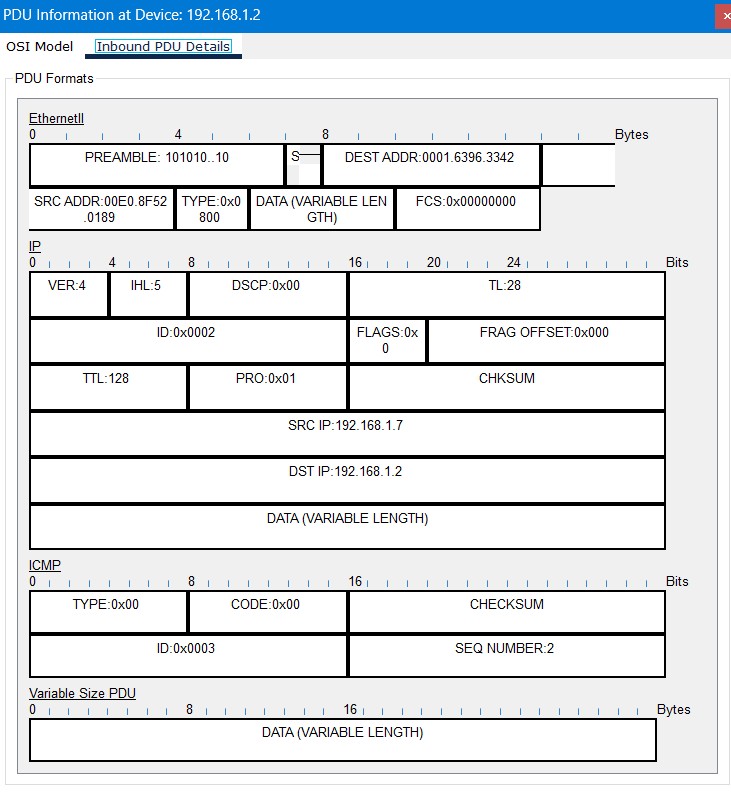 PDU Information at Device: 192.168.1.2
OSI Model Inbound PDU Details
PDU Formats
EthernetII
0 4 8 Bytes
PREAMBLE: 101010..10 S DEST ADDR:0001.6396.3342
SRC ADDR:00E0.8F52 TYPE:0x0 DATA (VARIABLE LEN FCS:0x00000000
.0189 800 GTH)
IP
0 4 8 16 20 24 Bits
VER:4 IHL:5 DSCP:0x00 TL:28
ID:0x0002 FLAGS:0x FRAG OFFSET:0x000
0
TTL:128 PRO:0x01 CHKSUM
SRC IP:192.168.1.7
DST IP:192.168.1.2
DATA (VARIABLE LENGTH)
ICMP
0 8 16 Bits
TYPE:0x00 CODE:0x00 CHECKSUM
ID:0x0003 SEQ NUMBER:2
Variable Size PDU
0 8 16 Bytes
DATA (VARIABLE LENGTH)